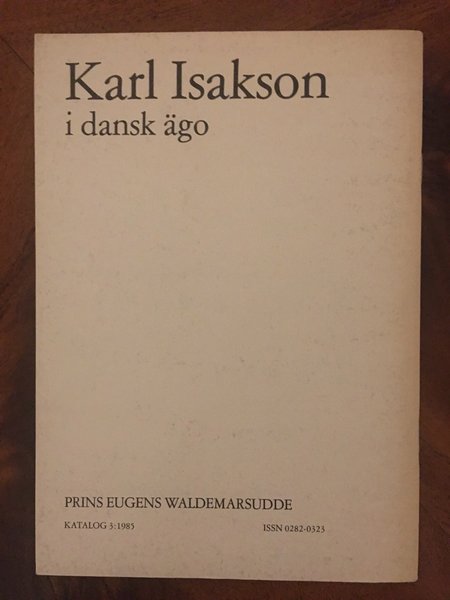 Karl Isakson
i dansk ägo
PRINS EUGENS WALDEMARSUDDE
KATALOG 3:1985 ISSN 0282-0323